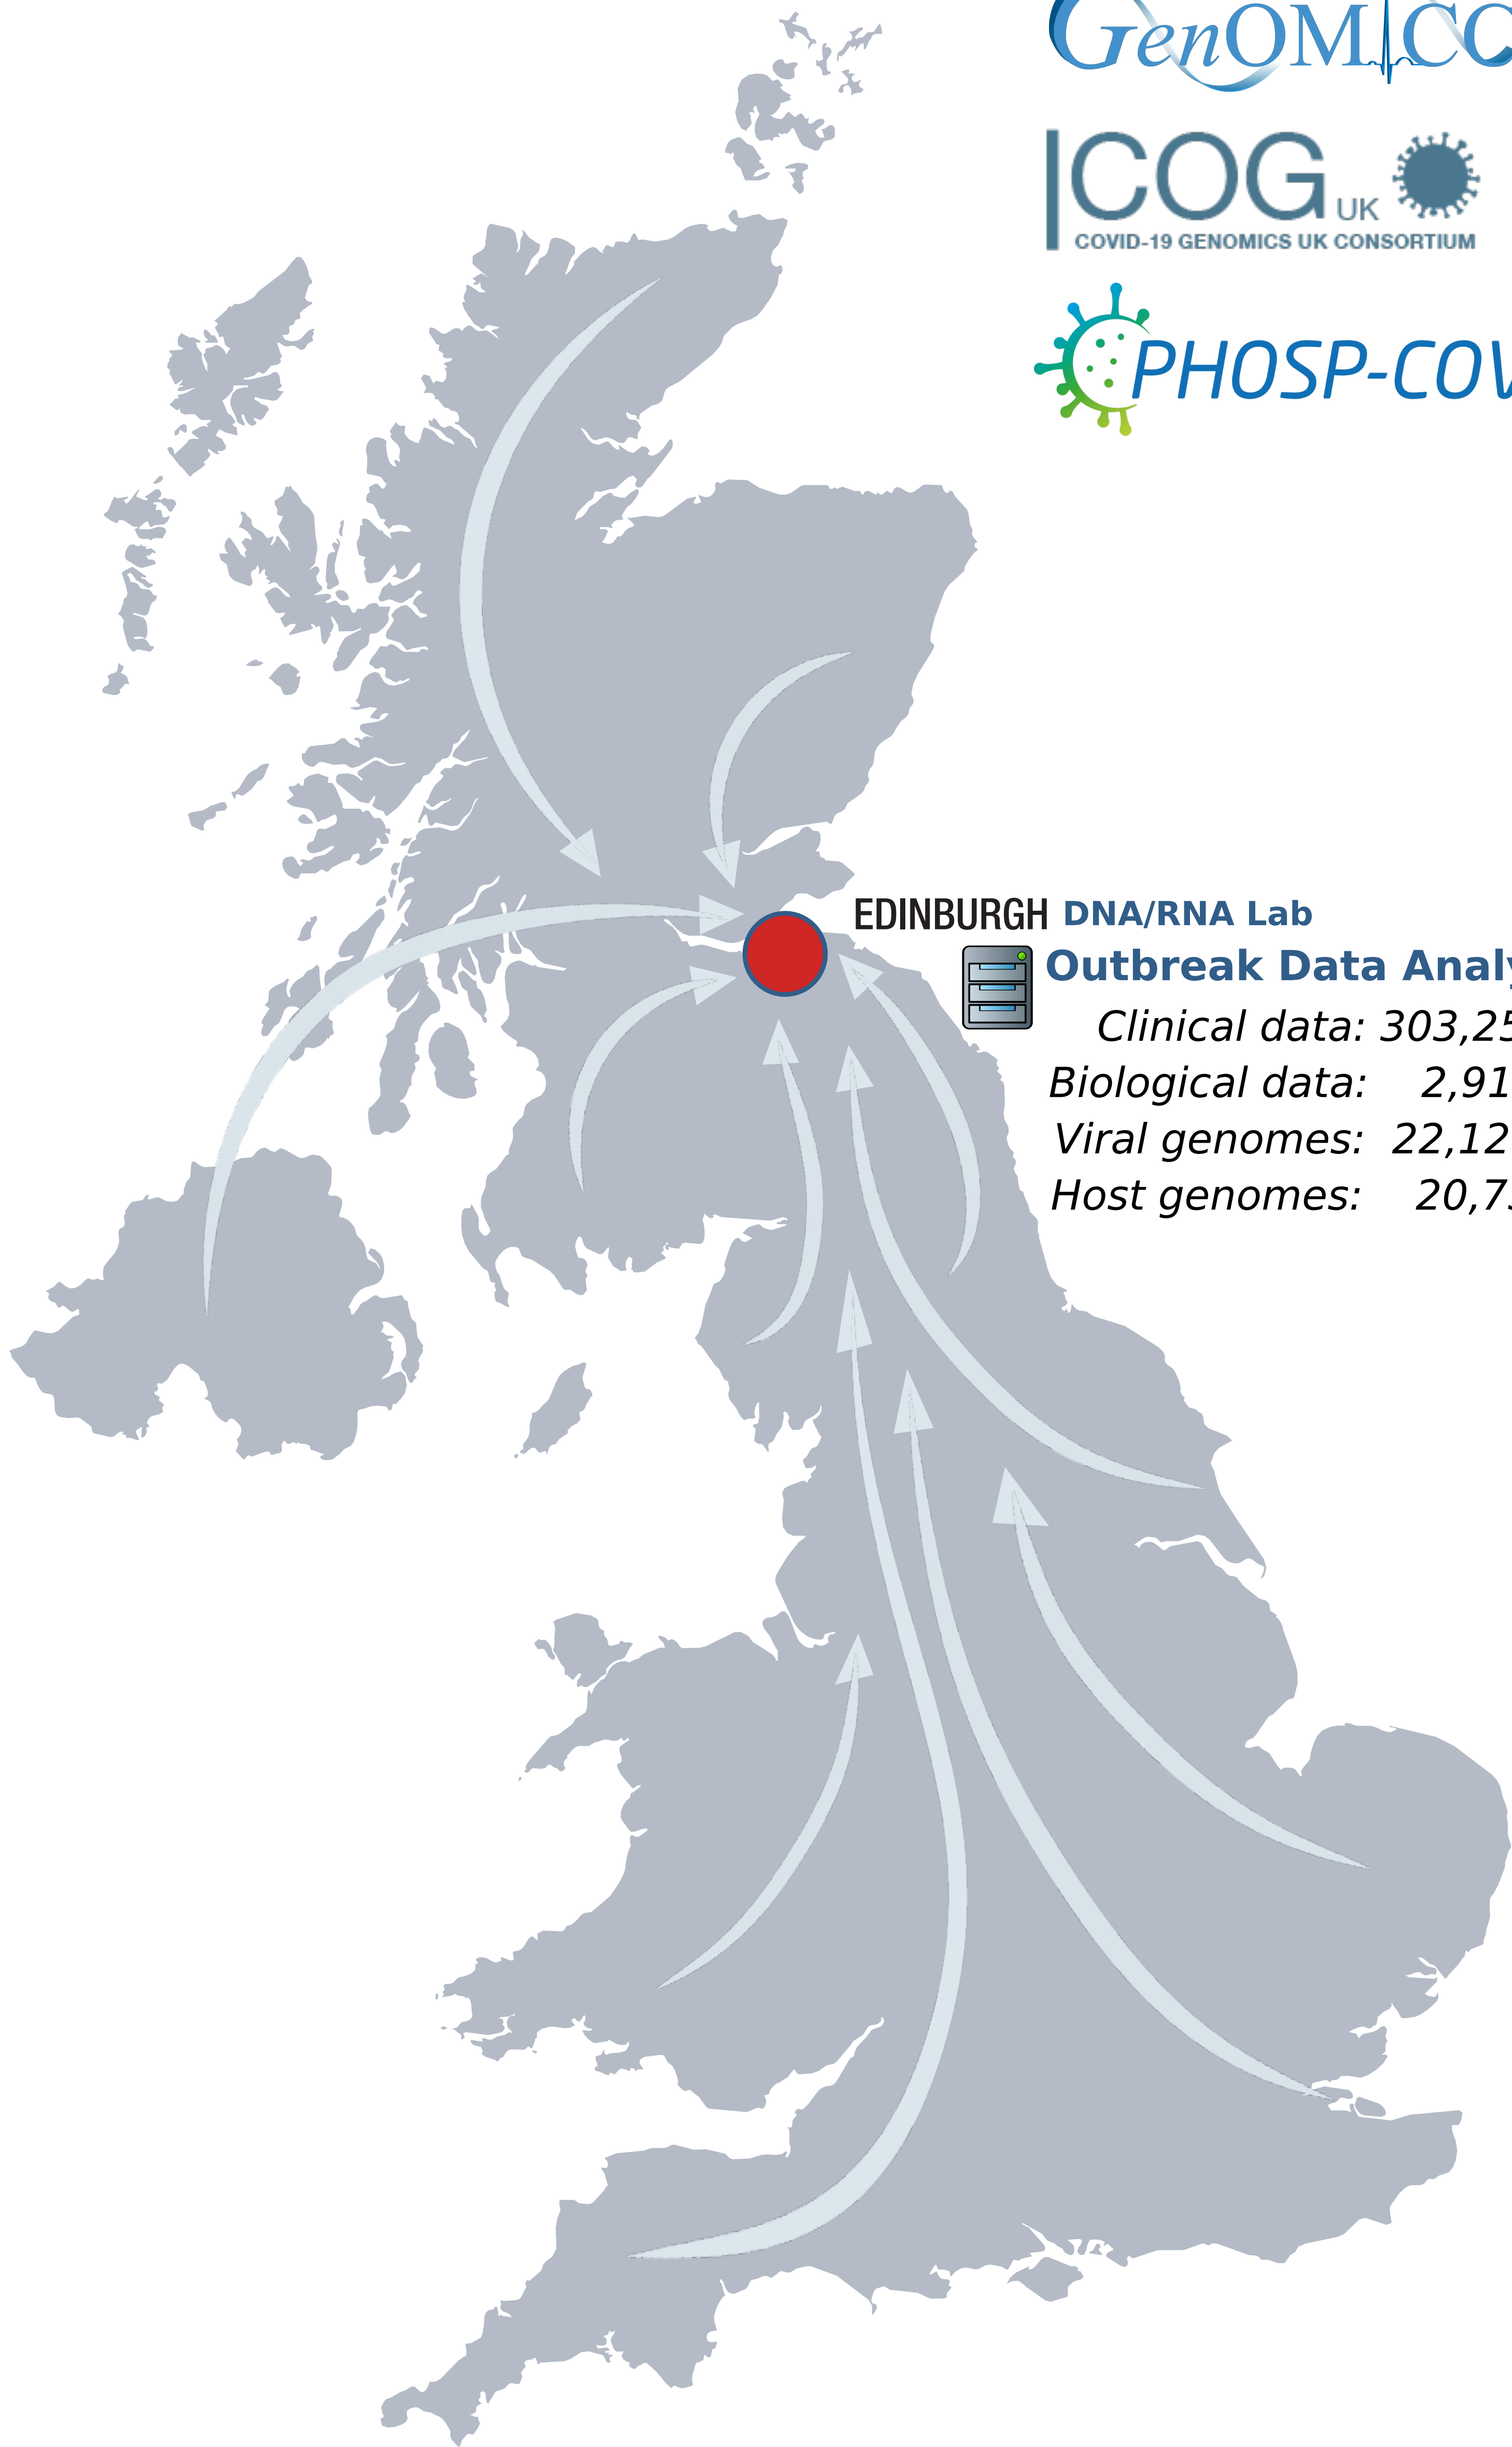 GenOMICC
COG UK
COVID-19 GENOMICS UK CONSORTIUM
PHOSP-COV
EDINBURGH DNA/RNA Lab
Outbreak Data Analy
Clinical data: 303,25
Biological data: 2,91
Viral genomes: 22,12
Host genomes: 20,7